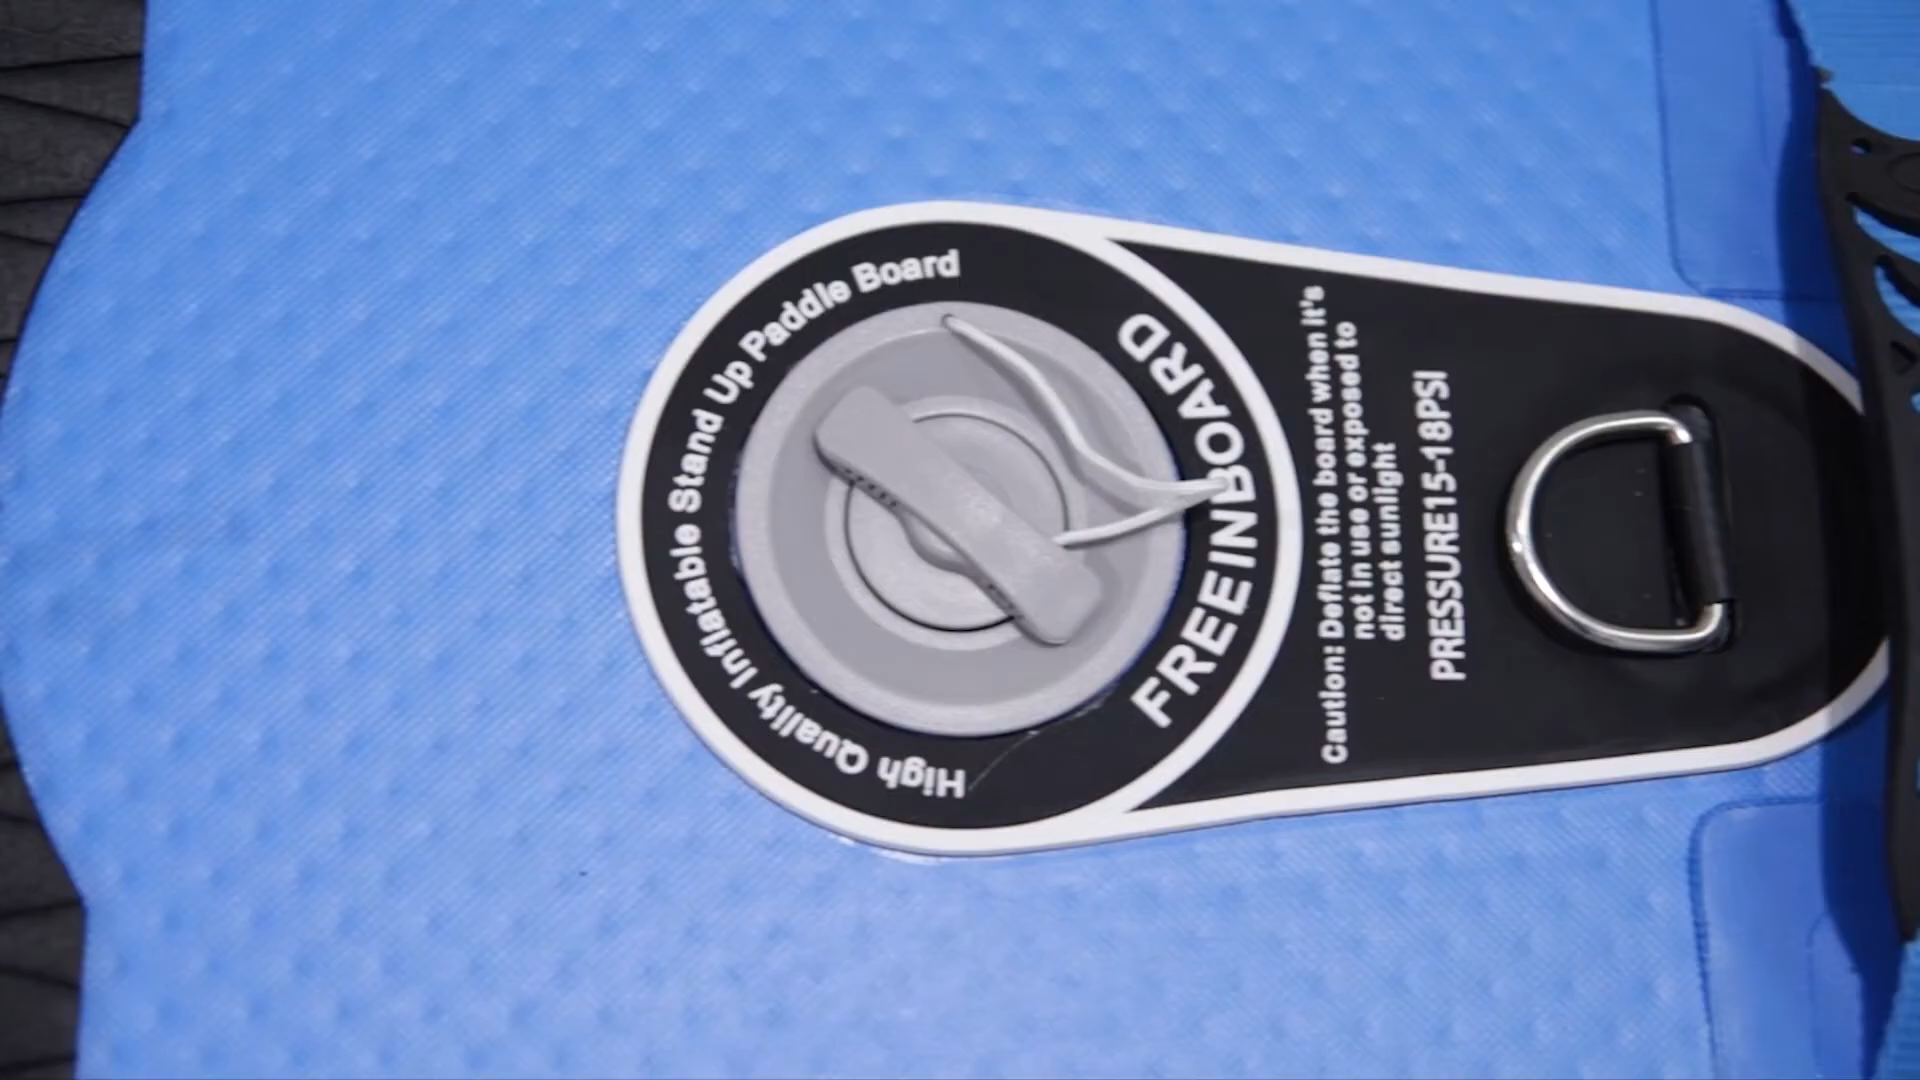 High Quality Inflatable Stand Up Paddle Board
FREEINBOARD
Caution: Deflate the board when it's
not in use or exposed to
direct sunlight
PRESSURE15-18PSI